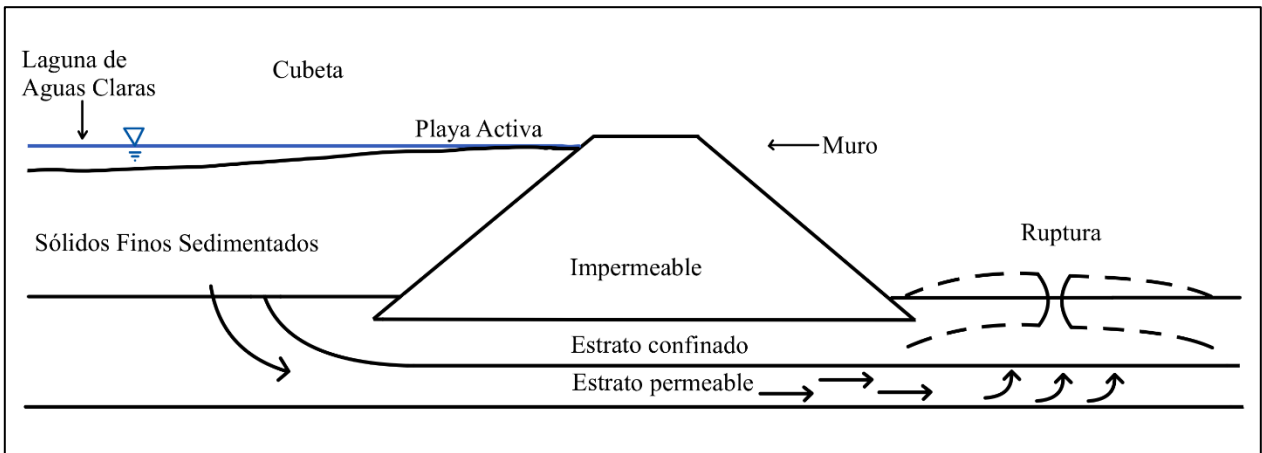 Laguna de
Aguas Claras
Cubeta
Playa Activa
Muro
Sólidos Finos Sedimentados
Impermeable
Ruptura
Estrato confinado
Estrato permeable